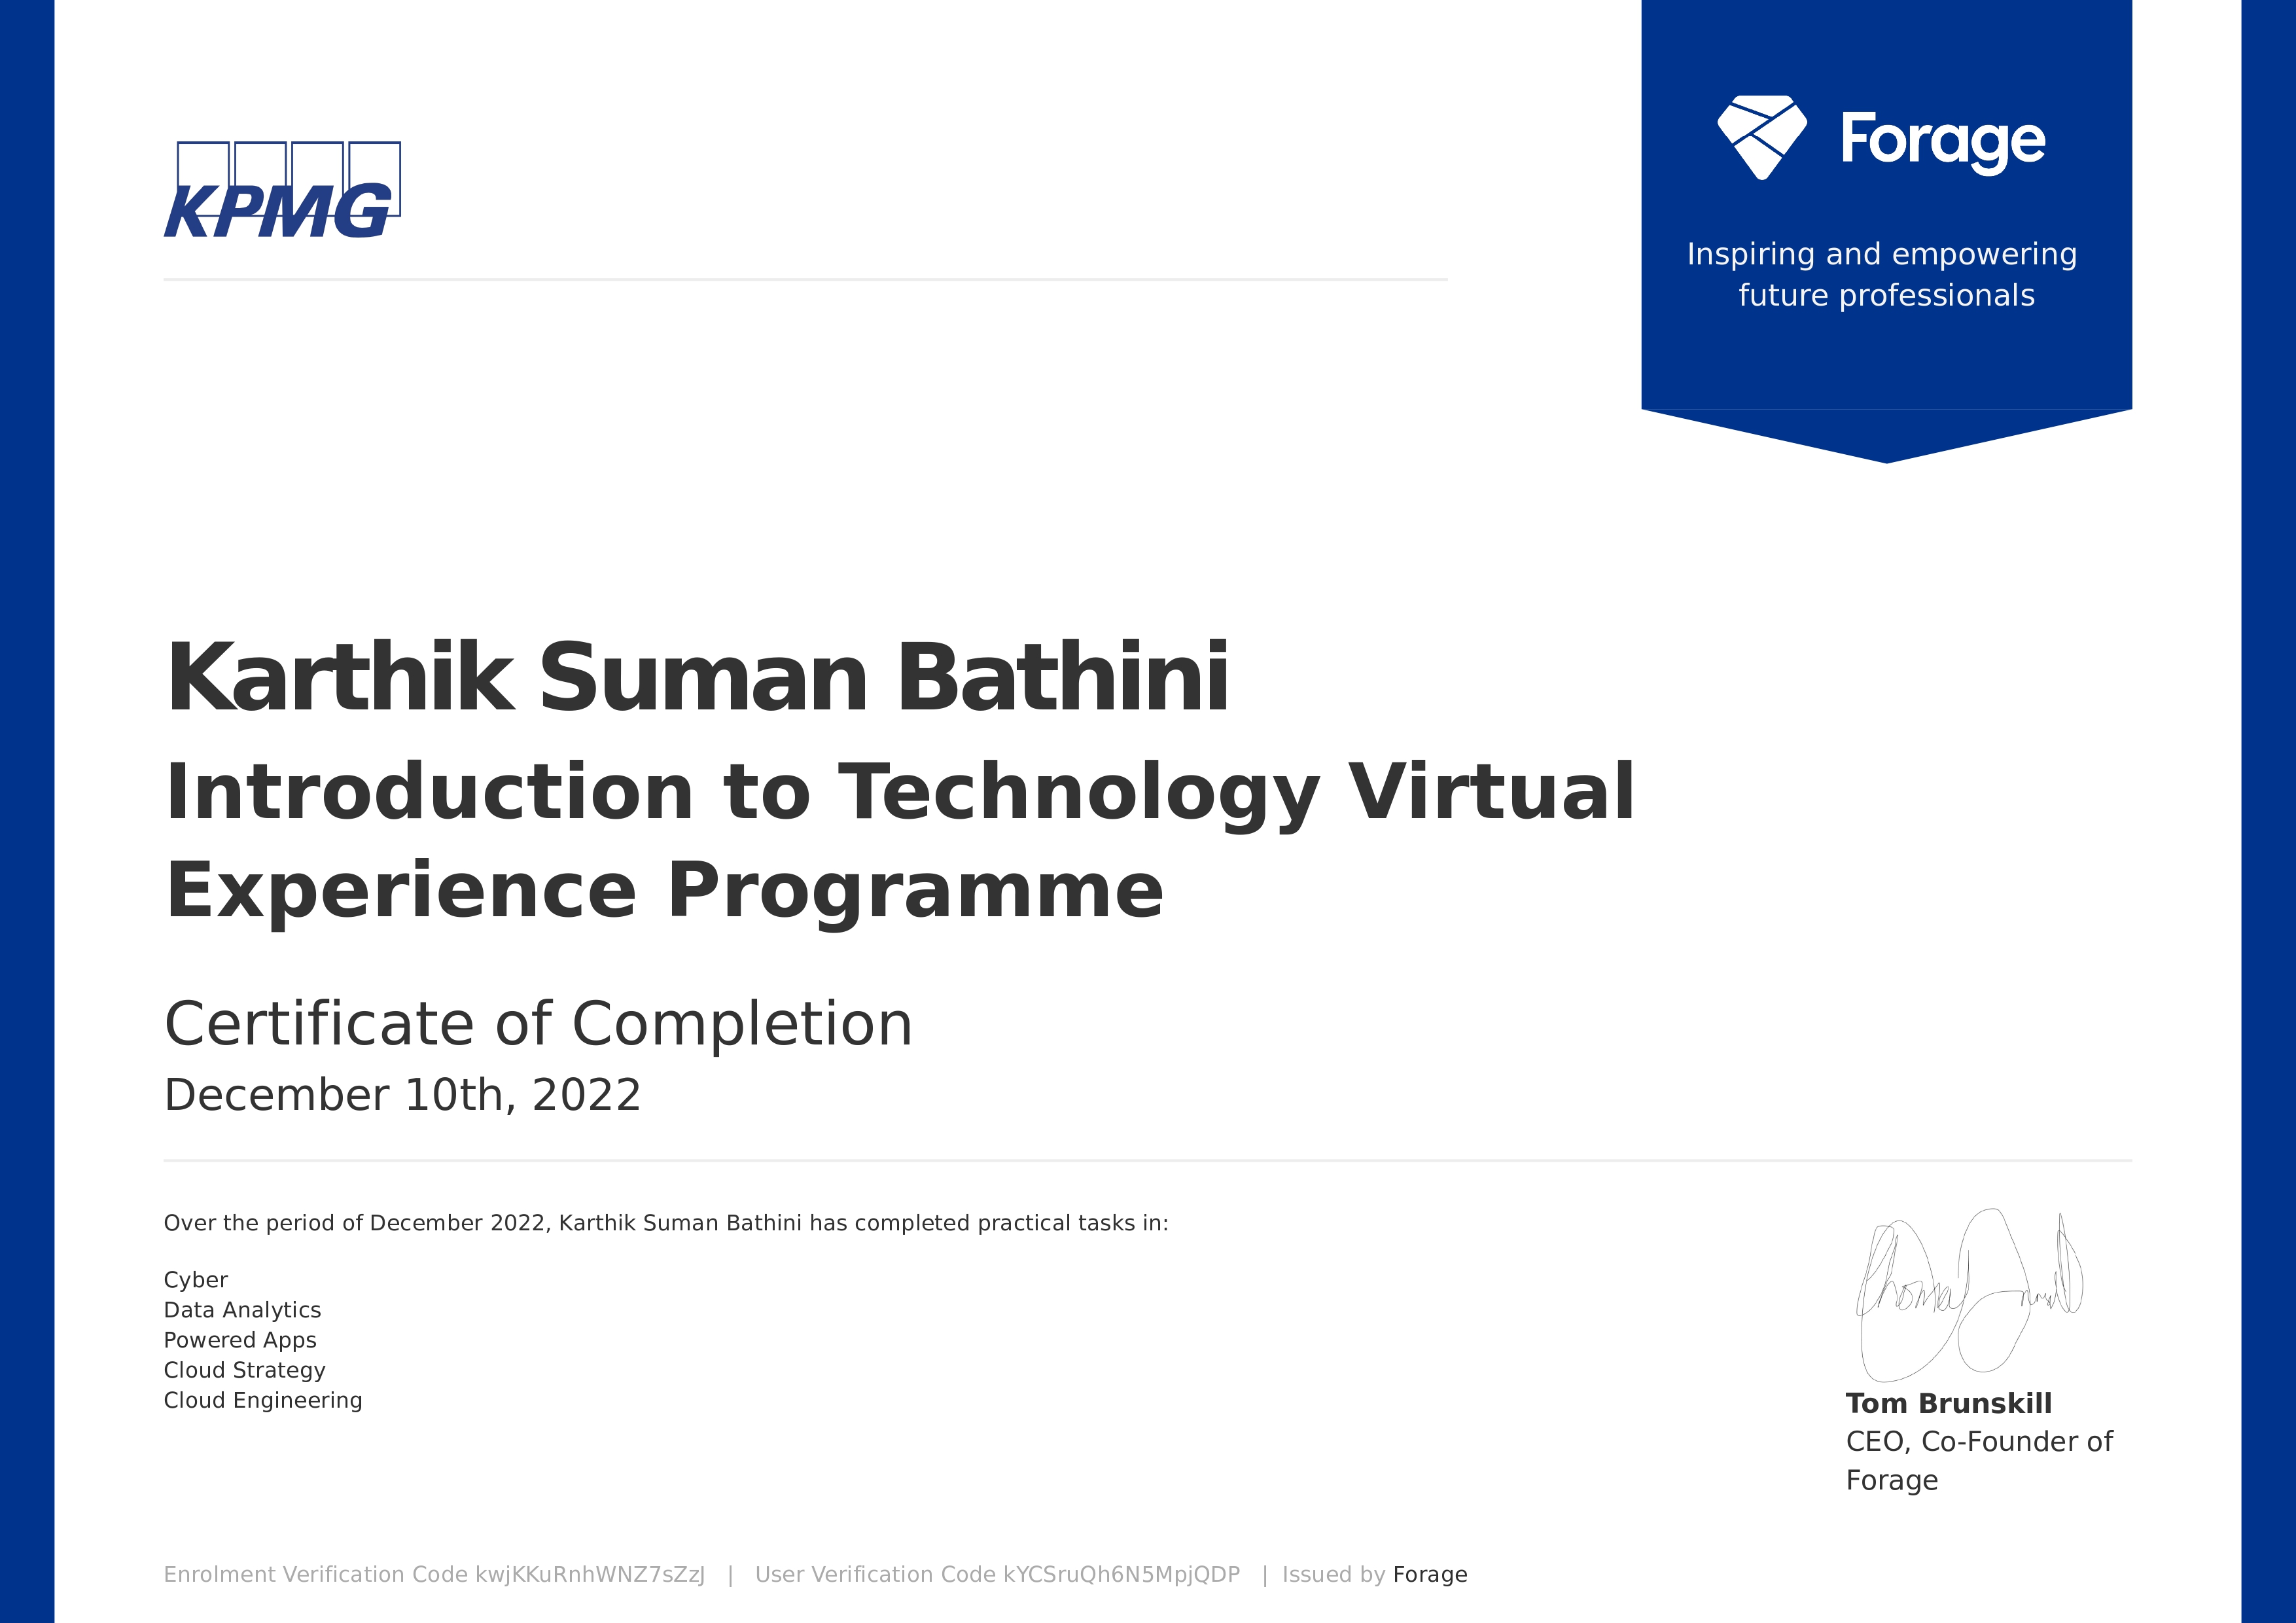 KPMG
Forage
Inspiring and empowering
future professionals
Karthik Suman Bathini
Introduction to Technology Virtual
Experience Programme
Certificate of Completion
December 10th, 2022
Over the period of December 2022, Karthik Suman Bathini has completed practical tasks in:
Cyber
Data Analytics
Powered Apps
Cloud Strategy
Cloud Engineering
Tom Brunskill
CEO, Co-Founder of
Forage
Enrolment Verification Code kwjKKuRnhWNZ7sZzJ | User Verification Code kYCSruQh6N5MpjQDP | Issued by Forage